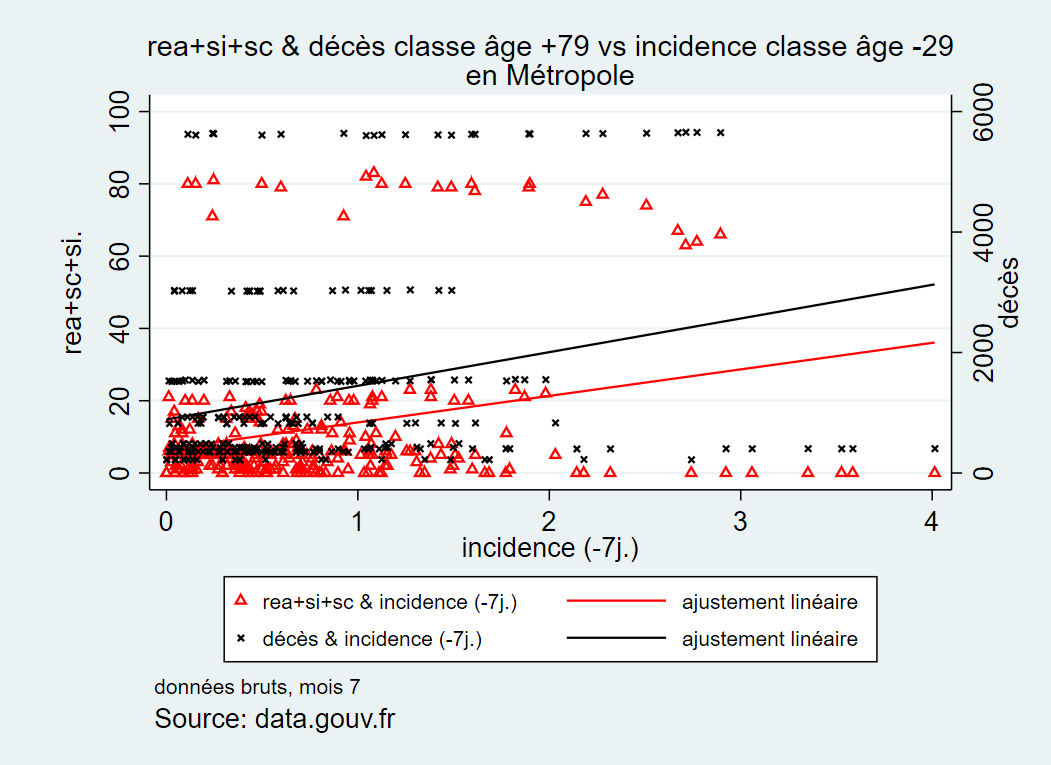 rea+si+sc & décès classe âge +79 vs incidence classe âge -29
en Métropole
rea+sc+si.
0
20
40
60
80
100
décès
0
2000
4000
6000
0 1 2 3 4
incidence (-7j.)
rea+si+sc & incidence (-7j.) ajustement linéaire
décès & incidence (-7j.) ajustement linéaire
données bruts, mois 7
Source: data.gouv.fr